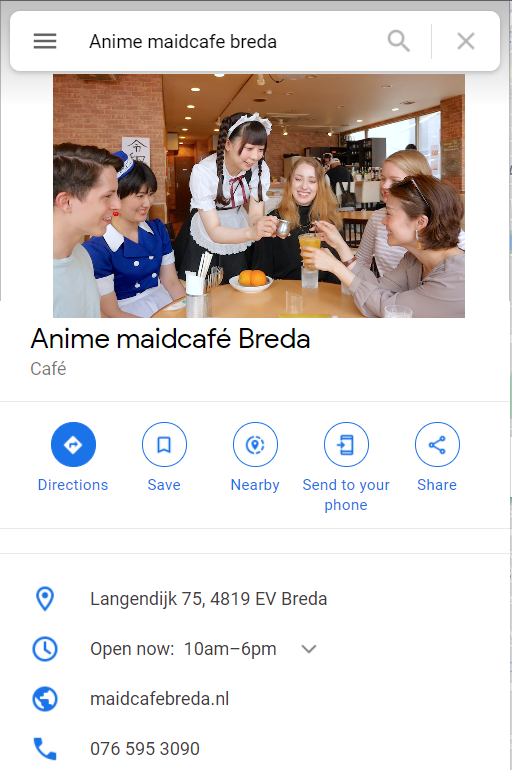 Anime maidcafe breda
Anime maidcafé Breda
Café
Directions
Save
Nearby
Send to your
phone
Share
Langendijk 75, 4819 EV Breda
Open now: 10am–6pm
maidcafebreda.nl
076 595 3090